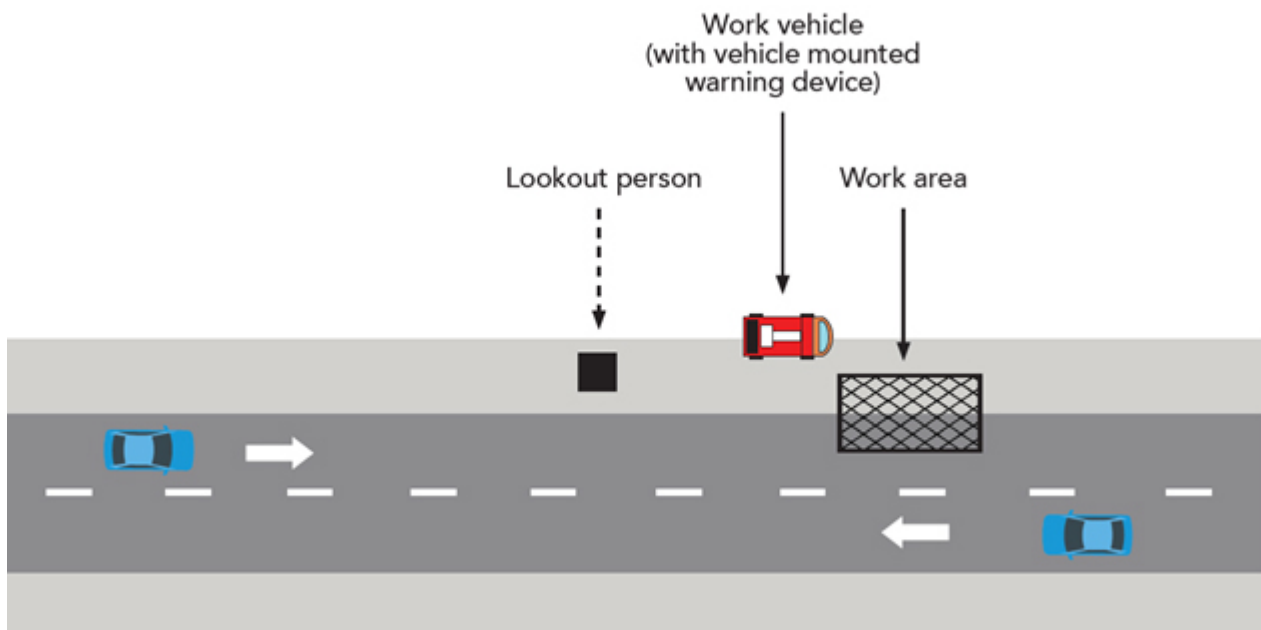 Work vehicle
(with vehicle mounted
warning device)
Lookout person
Work area